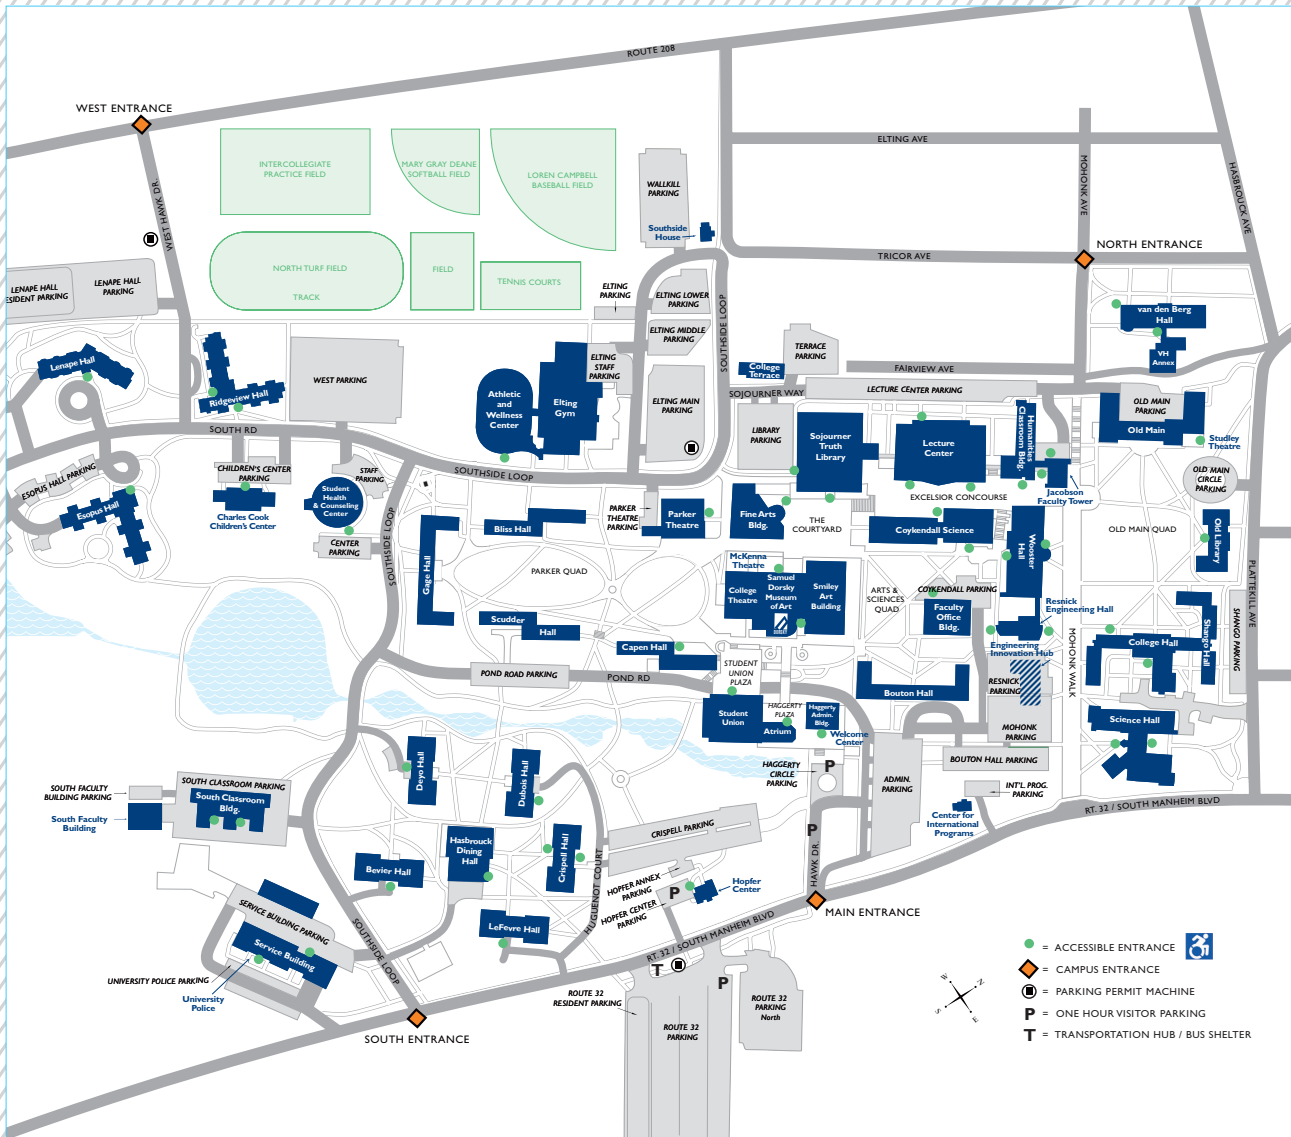 ROUTE 208
WEST ENTRANCE
WEST HAWK DR.
INTERCOLLEGIATE
PRACTICE FIELD
MARY GRAY DEANE
SOFTBALL FIELD
LOREN CAMPBELL
BASEBALL FIELD
WALLKILL
PARKING
Southside
House
ELTING AVE
MOHONK AVE
HASBROUCK AVE
TRICOR AVE
NORTH ENTRANCE
NORTH TURF FIELD
TRACK
FIELD
TENNIS COURTS
ELTING
PARKING
ELTING LOWER
PARKING
ELTING MIDDLE
PARKING
ELTING
STAFF
PARKING
ELTING MAIN
PARKING
SOUTHSIDE LOOP
LENAPE HALL
ESIDENT PARKING
LENAPE HALL
PARKING
Lenape Hall
Ridgeview Hall
WEST PARKING
Athletic
and
Wellness
Center
Elting
Gym
TERRACE
PARKING
College
Terrace
FAIRVIEW AVE
SOJOURNER WAY
LECTURE CENTER PARKING
van den Berg
Hall
VH
Annex
OLD MAIN
PARKING
Old Main
Studley
Theatre
OLD MAIN
CIRCLE
PARKING
LIBRARY
PARKING
Sojourner
Truth
Library
Lecture
Center
Humanities
Classroom Bldg.
Jacobson
Faculty Tower
EXCELSIOR CONCOURSE
SOUTH RD
SOUTHSIDE LOOP
ESOPUS HALL PARKING
Esopus Hall
CHILDREN'S CENTER
PARKING
Charles Cook
Children's Center
STAFF
PARKING
Student
Health
& Counseling
Center
CENTER
PARKING
SOUTHSIDE LOOP
Gage Hall
Bliss Hall
PARKER
THEATRE
PARKING
Parker
Theatre
Fine Arts
Bldg.
THE
COURTYARD
Coykendall Science
Wooster
Hall
OLD MAIN QUAD
Old Library
PLATTEKILL AVE
PARKER QUAD
McKenna
Theatre
College
Theatre
Samuel
Dorsky
Museum
of Art
Smiley
Art
Building
ARTS &
SCIENCES
QUAD
COYKENDALL PARKING
Faculty
Office
Bldg.
Resnick
Engineering Hall
Engineering
Innovation Hub
RESNICK
PARKING
MOHONK WALK
College Hall
Shango Hall
SHANGO PARKING
Scudder
Hall
Capen Hall
STUDENT
UNION
PLAZA
POND ROAD PARKING
POND RD
Bouton Hall
MOHONK
PARKING
Science Hall
Student
Union
HAGGERTY
PLAZA
Atrium
Haggerty
Admin.
Bldg.
Welcome
Center
HAGGERTY
CIRCLE
PARKING
P
ADMIN.
PARKING
BOUTON HALL PARKING
INT'L. PROG.
PARKING
Center for
International
Programs
RT. 32 / SOUTH MANHEIM BLVD
Deyo Hall
Dubois Hall
SOUTH FACULTY
BUILDING PARKING
South Faculty
Building
SOUTH CLASSROOM PARKING
South Classroom
Bldg.
Hasbrouck
Dining
Hall
Crispell Hall
Bevier Hall
LeFevre Hall
CRISPELL PARKING
HUGUENOT COURT
HOPFER ANNEX
PARKING
HOPFER CENTER
PARKING
P
Hopfer
Center
P
HAWK DR.
MAIN ENTRANCE
RT. 32 / SOUTH MANHEIM BLVD
SERVICE BUILDING PARKING
Service Building
UNIVERSITY POLICE PARKING
University
Police
SOUTHSIDE LOOP
SOUTH ENTRANCE
T
P
ROUTE 32
RESIDENT PARKING
ROUTE 32
PARKING
ROUTE 32
PARKING
North
W
N
S
E
= ACCESSIBLE ENTRANCE
= CAMPUS ENTRANCE
= PARKING PERMIT MACHINE
P = ONE HOUR VISITOR PARKING
T = TRANSPORTATION HUB / BUS SHELTER